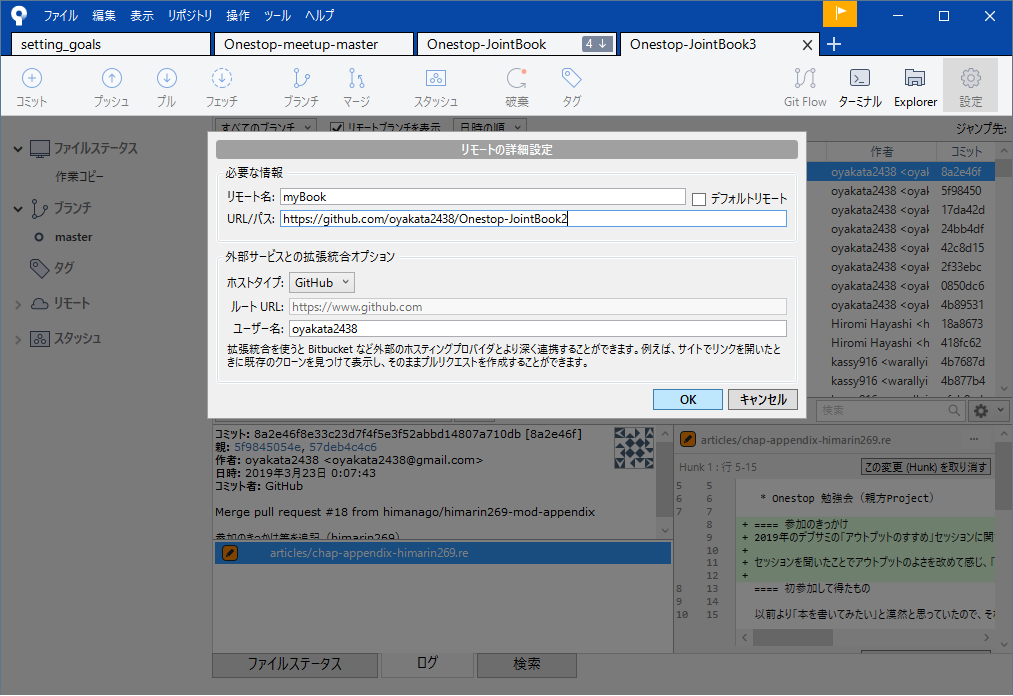 ファイル 編集 表示 リポジトリ 操作 ツール ヘルプ
setting_goals Onestop-meetup-master Onestop-JointBook 4 ↓ Onestop-JointBook3
コミット プッシュ プル フェッチ ブランチ マージ スタッシュ 破棄 タグ Git Flow ターミナル Explorer 設定
すべてのブランチ リモートブランチを表示 日時の順 ジャンプ先:
ファイルステータス
作業コピー
ブランチ
master
タグ
リモート
スタッシュ
リモートの詳細設定
必要な情報
リモート名: myBook デフォルトリモート
URL/パス: https://github.com/oyakata2438/Onestop-JointBook2
外部サービスとの拡張統合オプション
ホストタイプ: GitHub
ルート URL: https://www.github.com
ユーザー名: oyakata2438
拡張統合を使うと Bitbucket など外部のホスティングプロバイダとより深く連携することができます。例えば、サイトでリンクを開いたと
きに既存のクローンを見つけて表示し、そのままプルリクエストを作成することができます。
OK キャンセル
作者 コミット
oyakata2438 <oyak 8a2e46f
oyakata2438 <oyak 5f98450
oyakata2438 <oyak 17da42d
oyakata2438 <oyak 24bb4df
oyakata2438 <oyak 42c8d15
oyakata2438 <oyak 2f33ebc
oyakata2438 <oyak 0850dc6
oyakata2438 <oyak 4b89531
Hiromi Hayashi <h 18a8673
Hiromi Hayashi <h 418fc62
kassy916 <warallyi 4b7687d
kassy916 <warallyi 4b877b4
検索
コミット: 8a2e46f8e33c23d7f4f5e3f52abbd14807a710db [8a2e46f]
親: 5f9845054e, 57deb4c4c6
作者: oyakata2438 <oyakata2438@gmail.com>
日時: 2019年3月23日 0:07:43
コミット者: GitHub
Merge pull request #18 from himanago/himarin269-mod-appendix
参加のきっかけ等を追記（himarin269）
articles/chap-appendix-himarin269.re
articles/chap-appendix-himarin269.re
Hunk 1 : 行 5-15 この変更 (Hunk) を取り消す
5 5
6 6 * Onestop 勉強会（親方Project）
7 7
8 + ==== 参加のきっかけ
9 + 2019年のデブサミの「アウトプットのすすめ」セッションに関
10 +
11 + セッションを聞いたことでアウトプットのよさを改めて感じ、「
12 +
8 13 ==== 初参加して得たもの
9 14
10 15 以前より「本を書いてみたい」と漠然と思っていたので、それ
ファイルステータス ログ 検索